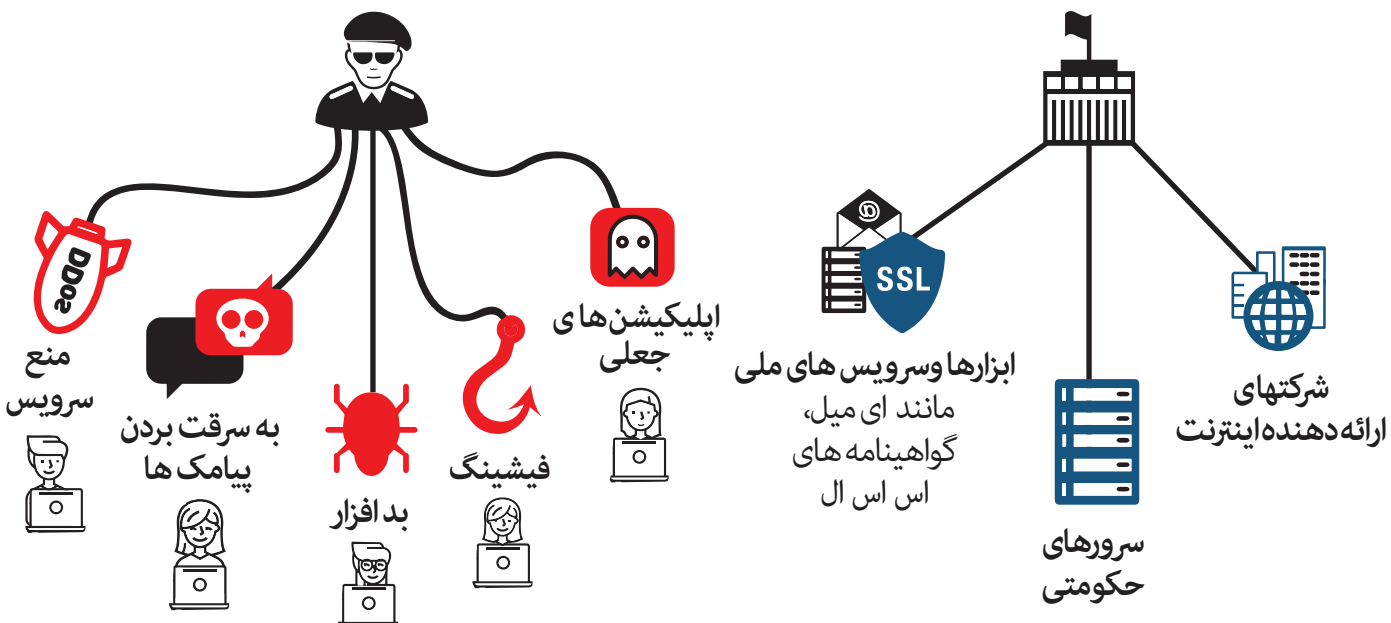 شرکتهای
ارائه دهنده اینترنت
سرورهای
حکومتی
SSL
ابزارها وسرویس های ملی
مانند ای میل،
گواهینامه های
اس اس ال
اپلیکیشن‌ها ی
جعلی
فیشینگ
بد افزار
به سرقت بردن
پیامک ها
DDos
منع
سرویس